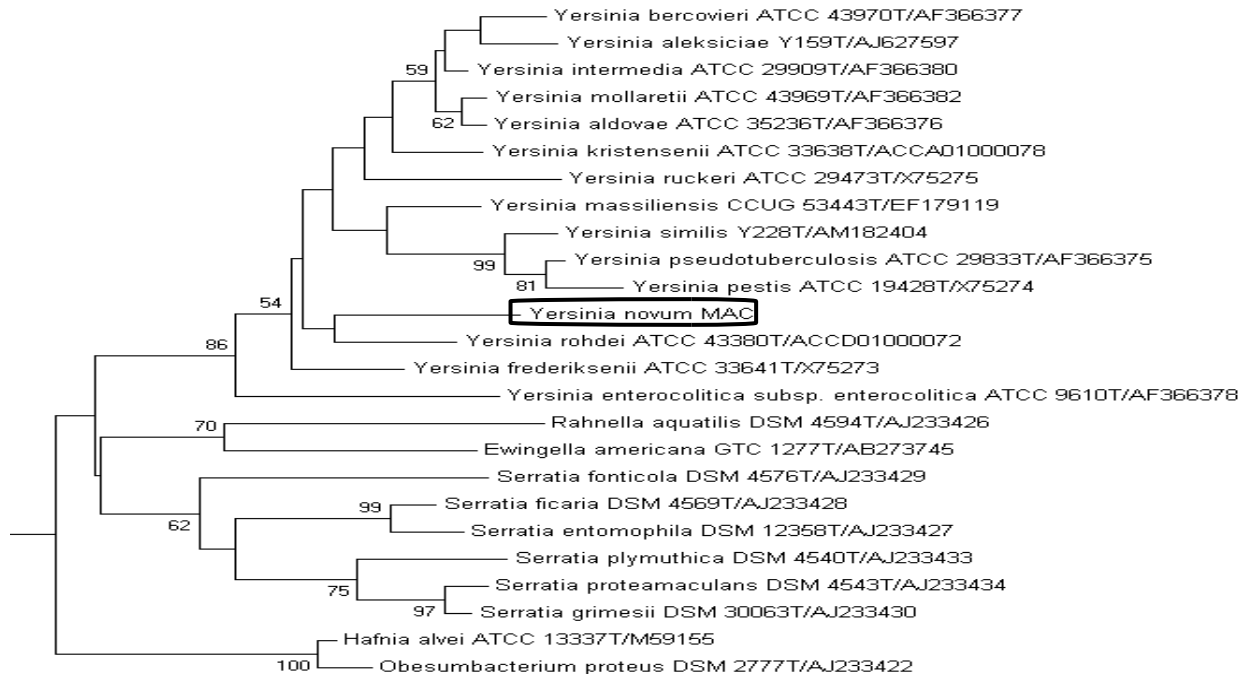 Yersinia bercovieri ATCC 43970T/AF366377
Yersinia aleksiciae Y159T/AJ627597
59
Yersinia intermedia ATCC 29909T/AF366380
Yersinia mollaretii ATCC 43969T/AF366382
62
Yersinia aldovae ATCC 35236T/AF366376
Yersinia kristensenii ATCC 33638T/ACCA01000078
Yersinia ruckeri ATCC 29473T/X75275
Yersinia massiliensis CCUG 53443T/EF179119
Yersinia similis Y228T/AM182404
99
Yersinia pseudotuberculosis ATCC 29833T/AF366375
81
Yersinia pestis ATCC 19428T/X75274
54
Yersinia novum MAC
86
Yersinia rohdei ATCC 43380T/ACCD01000072
Yersinia frederiksenii ATCC 33641T/X75273
Yersinia enterocolitica subsp. enterocolitica ATCC 9610T/AF366378
70
Rahnella aquatilis DSM 4594T/AJ233426
Ewingella americana GTC 1277T/AB273745
Serratia fonticola DSM 4576T/AJ233429
99
Serratia ficaria DSM 4569T/AJ233428
62
Serratia entomophila DSM 12358T/AJ233427
Serratia plymuthica DSM 4540T/AJ233433
75
Serratia proteamaculans DSM 4543T/AJ233434
97
Serratia grimesii DSM 30063T/AJ233430
Hafnia alvei ATCC 13337T/M59155
100
Obesumbacterium proteus DSM 2777T/AJ233422